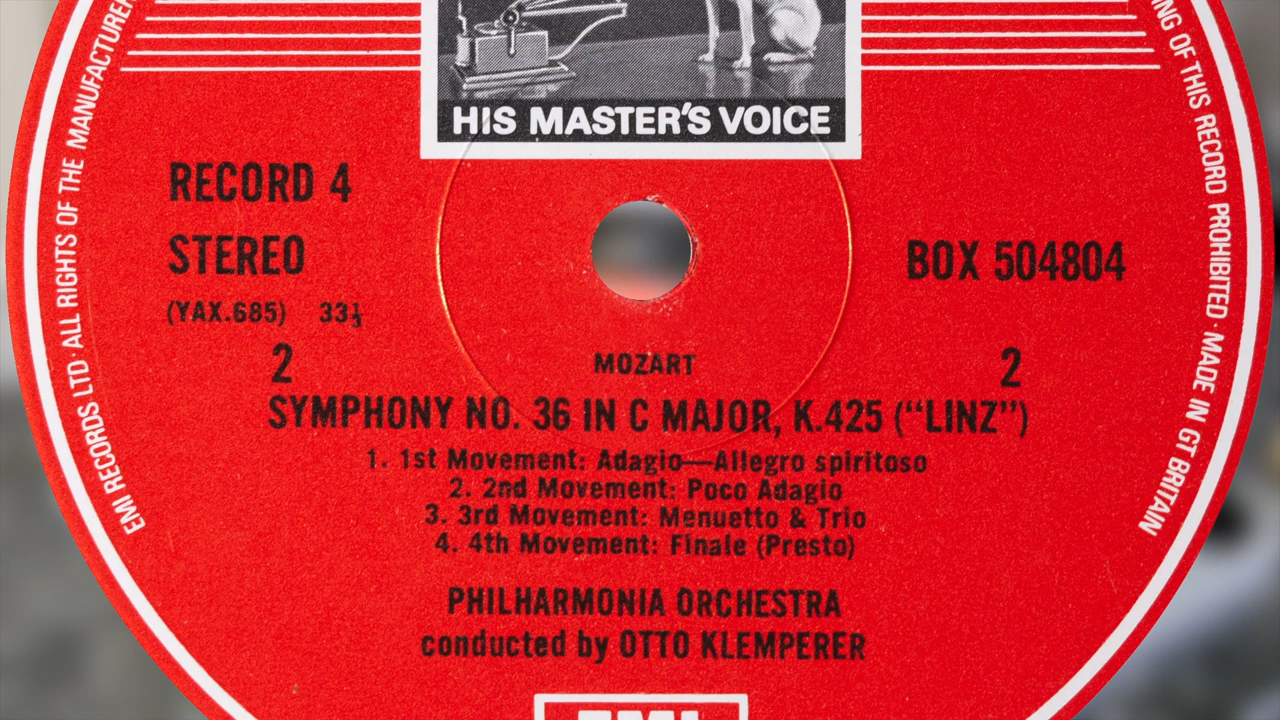 HIS MASTER'S VOICE
RECORD 4
STEREO
BOX 504804
(YAX.685) 33⅓
2
2
MOZART
SYMPHONY NO. 36 IN C MAJOR, K.425 (“LINZ”)
1. 1st Movement: Adagio—Allegro spiritoso
2. 2nd Movement: Poco Adagio
3. 3rd Movement: Menuetto & Trio
4. 4th Movement: Finale (Presto)
PHILHARMONIA ORCHESTRA
conducted by OTTO KLEMPERER
EMI
EMI RECORDS LTD·ALL RIGHTS OF THE MANUFACTURER
OF THIS RECORD PROHIBITED·MADE IN GT BRITAIN